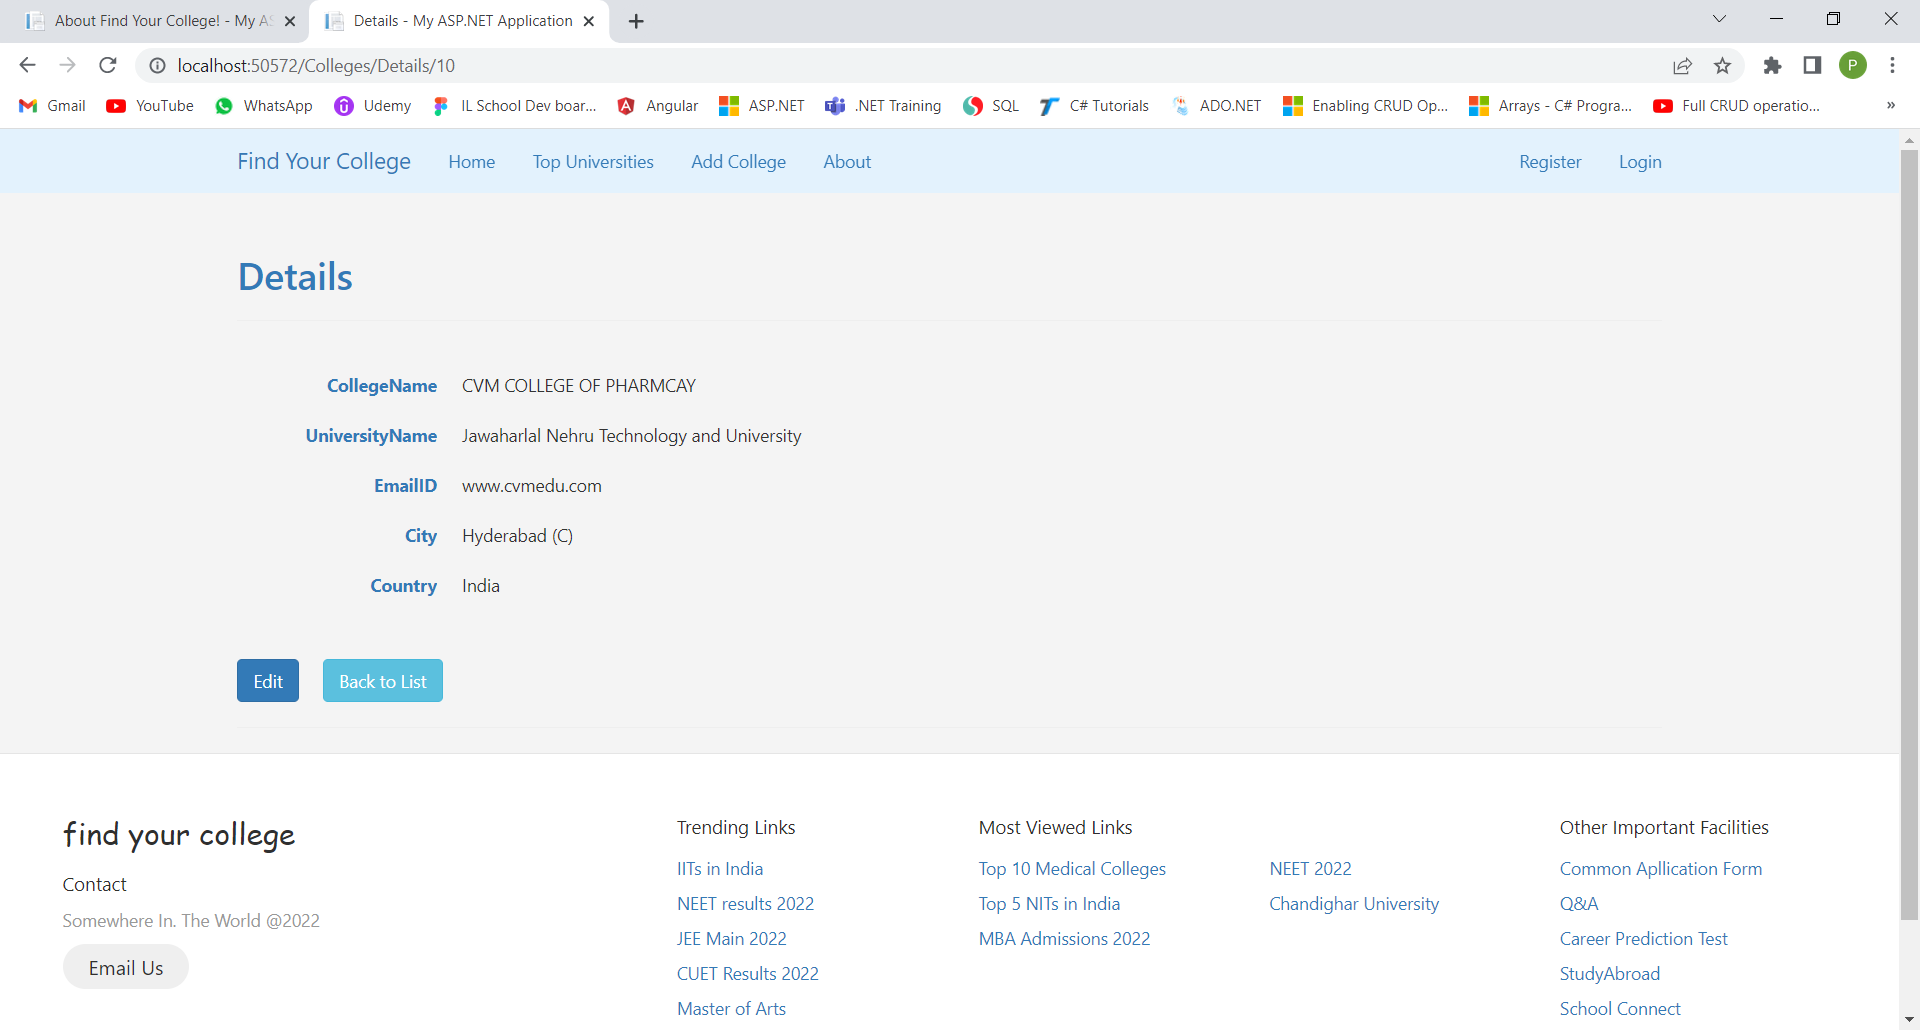 About Find Your College! - My AS
Details - My ASP.NET Application
localhost:50572/Colleges/Details/10
P
Gmail YouTube WhatsApp Udemy IL School Dev boar... Angular ASP.NET .NET Training SQL C# Tutorials ADO.NET Enabling CRUD Op... Arrays - C# Progra... Full CRUD operatio... »
Find Your College Home Top Universities Add College About Register Login
Details
CollegeName CVM COLLEGE OF PHARMCAY
UniversityName Jawaharlal Nehru Technology and University
EmailID www.cvmedu.com
City Hyderabad (C)
Country India
Edit Back to List
find your college
Contact
Somewhere In. The World @2022
Email Us
Trending Links
IITs in India
NEET results 2022
JEE Main 2022
CUET Results 2022
Master of Arts
Most Viewed Links
Top 10 Medical Colleges
Top 5 NITs in India
MBA Admissions 2022
NEET 2022
Chandighar University
Other Important Facilities
Common Apllication Form
Q&A
Career Prediction Test
StudyAbroad
School Connect